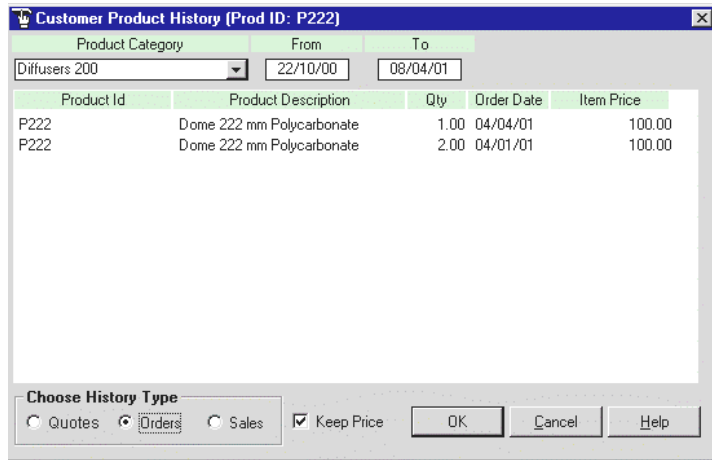 Customer Product History (Prod ID: P222)
Product Category From To
Diffusers 200 22/10/00 08/04/01
Product Id Product Description Qty Order Date Item Price
P222 Dome 222 mm Polycarbonate 1.00 04/04/01 100.00
P222 Dome 222 mm Polycarbonate 2.00 04/01/01 100.00
Choose History Type
Quotes Orders Sales Keep Price OK Cancel Help